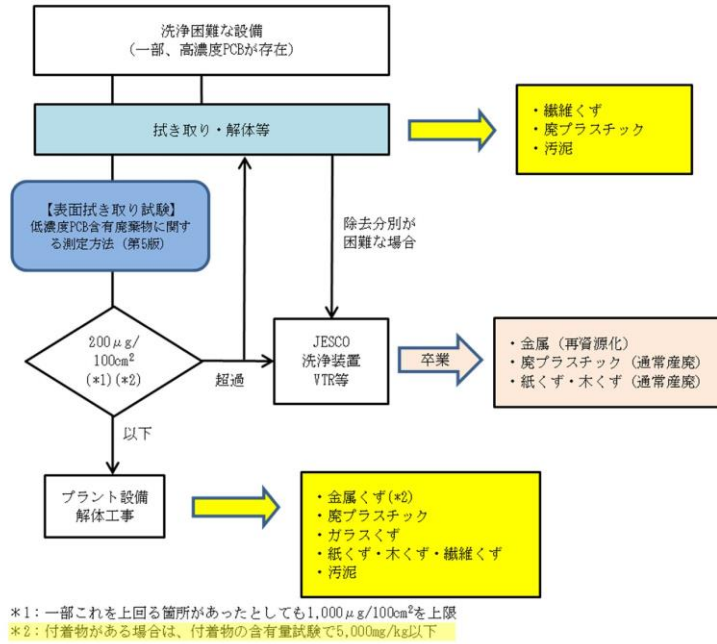 洗浄困難な設備
（一部、高濃度PCBが存在）
拭き取り・解体等
・繊維くず
・廃プラスチック
・汚泥
【表面拭き取り試験】
低濃度PCB含有廃棄物に関す
る測定方法（第5版）
除去分別が
困難な場合
200μg/
100cm²
(*1)(*2)
超過
JESCO
洗浄装置
VTR等
卒業
・金属（再資源化）
・廃プラスチック（通常産廃）
・紙くず・木くず（通常産廃）
以下
プラント設備
解体工事
・金属くず(*2)
・廃プラスチック
・ガラスくず
・紙くず・木くず・繊維くず
・汚泥
＊1：一部これを上回る箇所があったとしても1,000μg/100cm²を上限
＊2：付着物がある場合は、付着物の含有量試験で5,000mg/kg以下